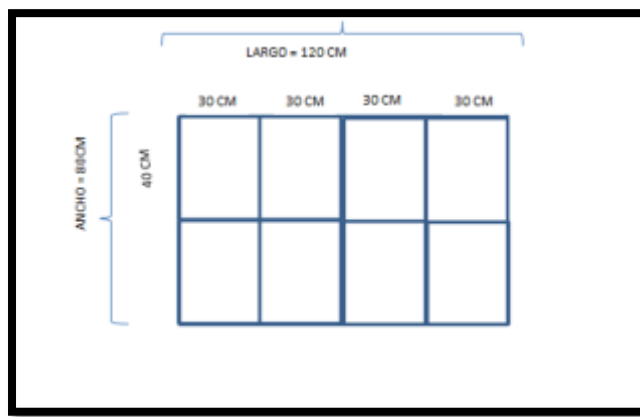 LARGO = 120 CM
30 CM 30 CM 30 CM 30 CM
ANCHO = 80CM
40 CM